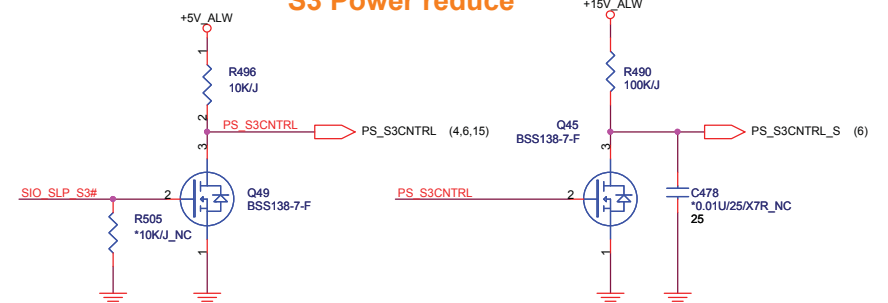 S3 Power reduce
+5V_ALW
1
R496
10K/J
2
PS_S3CNTRL
PS_S3CNTRL (4,6,15)
3
SIO_SLP_S3#
2
Q49
BSS138-7-F
R505
*10K/J_NC
1
+15V_ALW
R490
100K/J
Q45
BSS138-7-F
3
PS_S3CNTRL_S (6)
PS_S3CNTRL
2
C478
*0.01U/25/X7R_NC
25
1